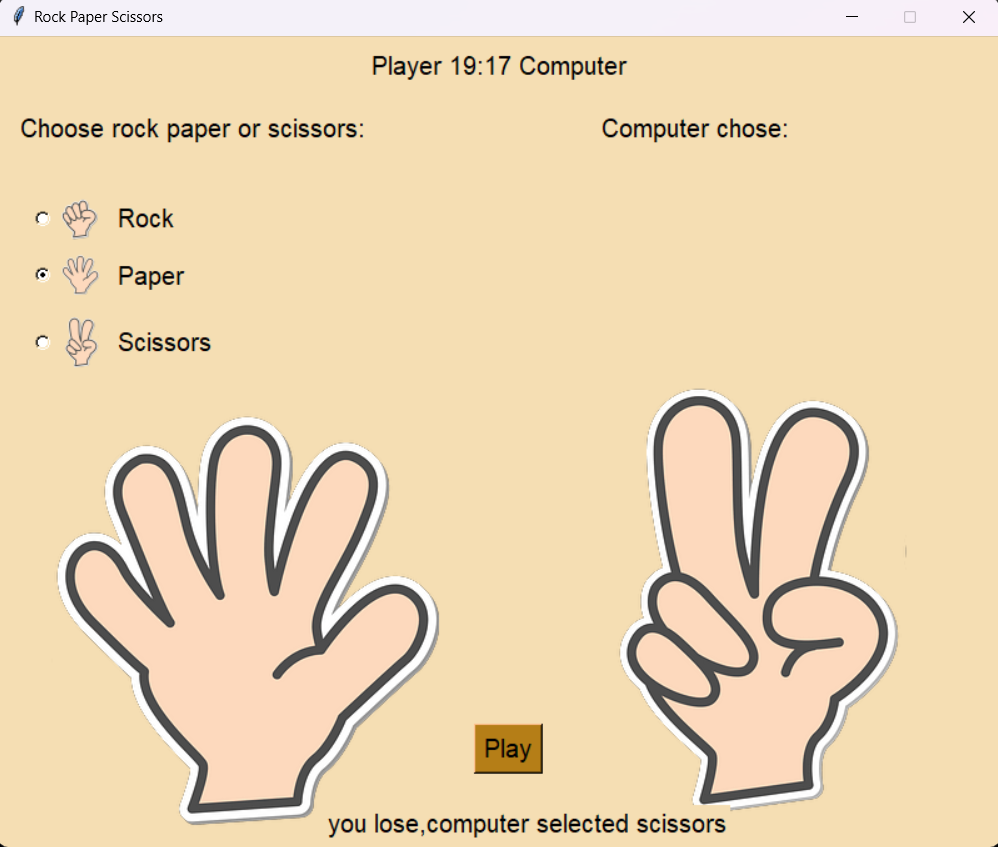 Rock Paper Scissors
Player 19:17 Computer
Choose rock paper or scissors:
Computer chose:
Rock
Paper
Scissors
Play
you lose,computer selected scissors